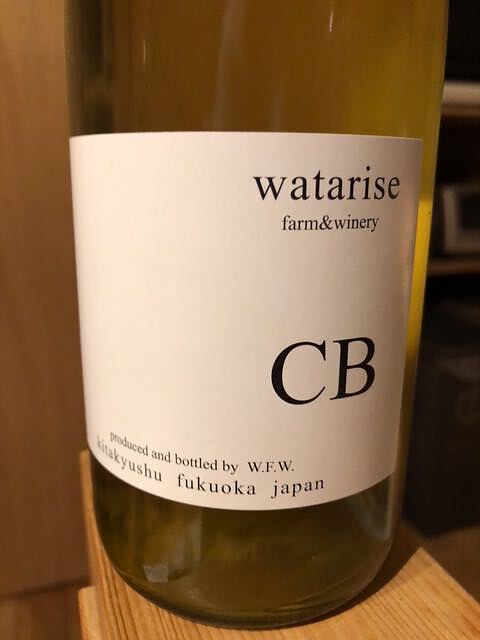 watarise
farm&winery
CB
produced and bottled by W.F.W.
kitakyushu fukuoka japan